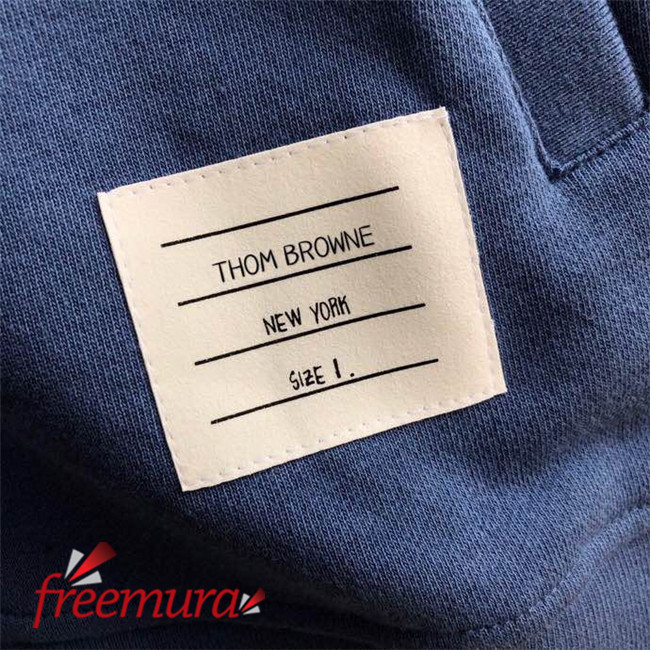 THOM BROWNE
NEW YORK
SIZE 1.
freemura